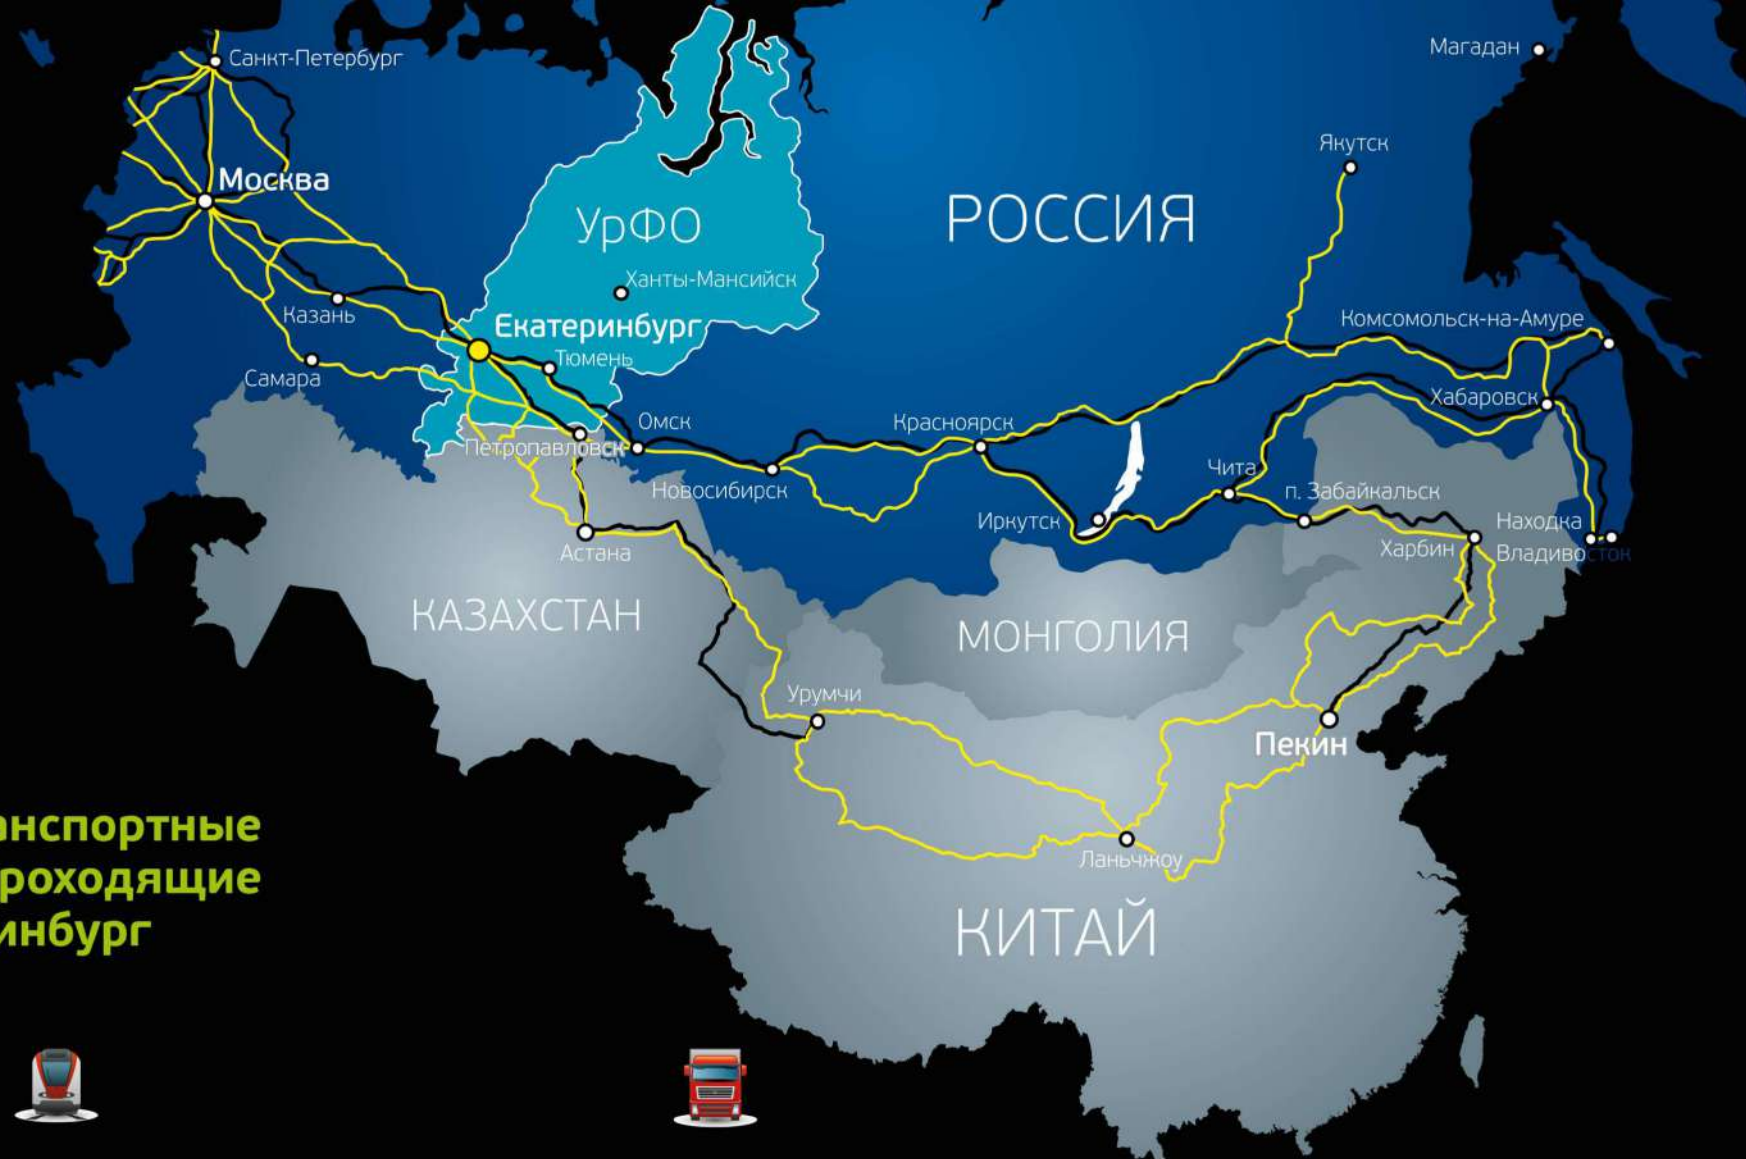 Санкт-Петербург
Магадан
Якутск
Москва
УрФО
РОССИЯ
Ханты-Мансийск
Казань
Екатеринбург
Комсомольск-на-Амуре
Тюмень
Самара
Хабаровск
Омск
Красноярск
Петропавловск
Чита
Новосибирск
п. Забайкальск
Иркутск
Находка
Астана
Харбин
Владивосток
КАЗАХСТАН
МОНГОЛИЯ
Урумчи
Пекин
анспортные
Ланьчжоу
роходящие
КИТАЙ
инбург